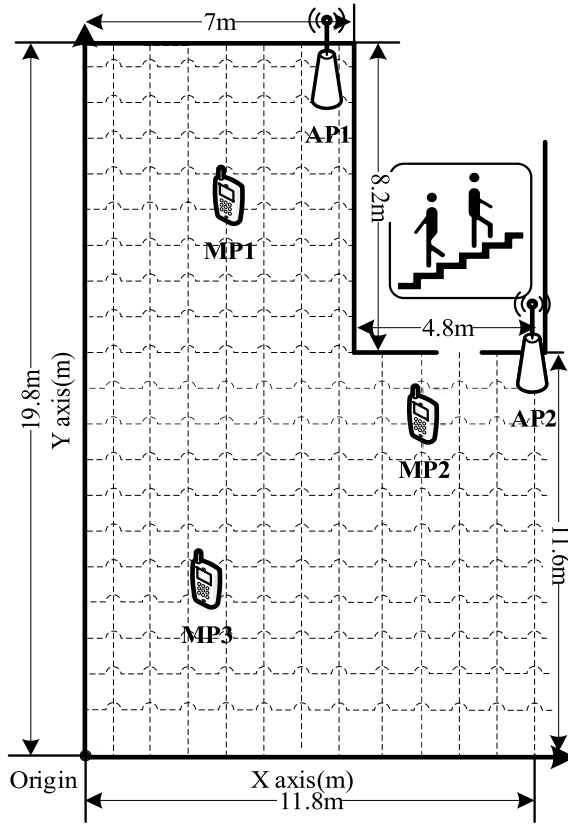 7m
AP1
8.2m
MP1
4.8m
19.8m
Y axis(m)
AP2
MP2
11.6m
MP3
Origin
X axis(m)
11.8m